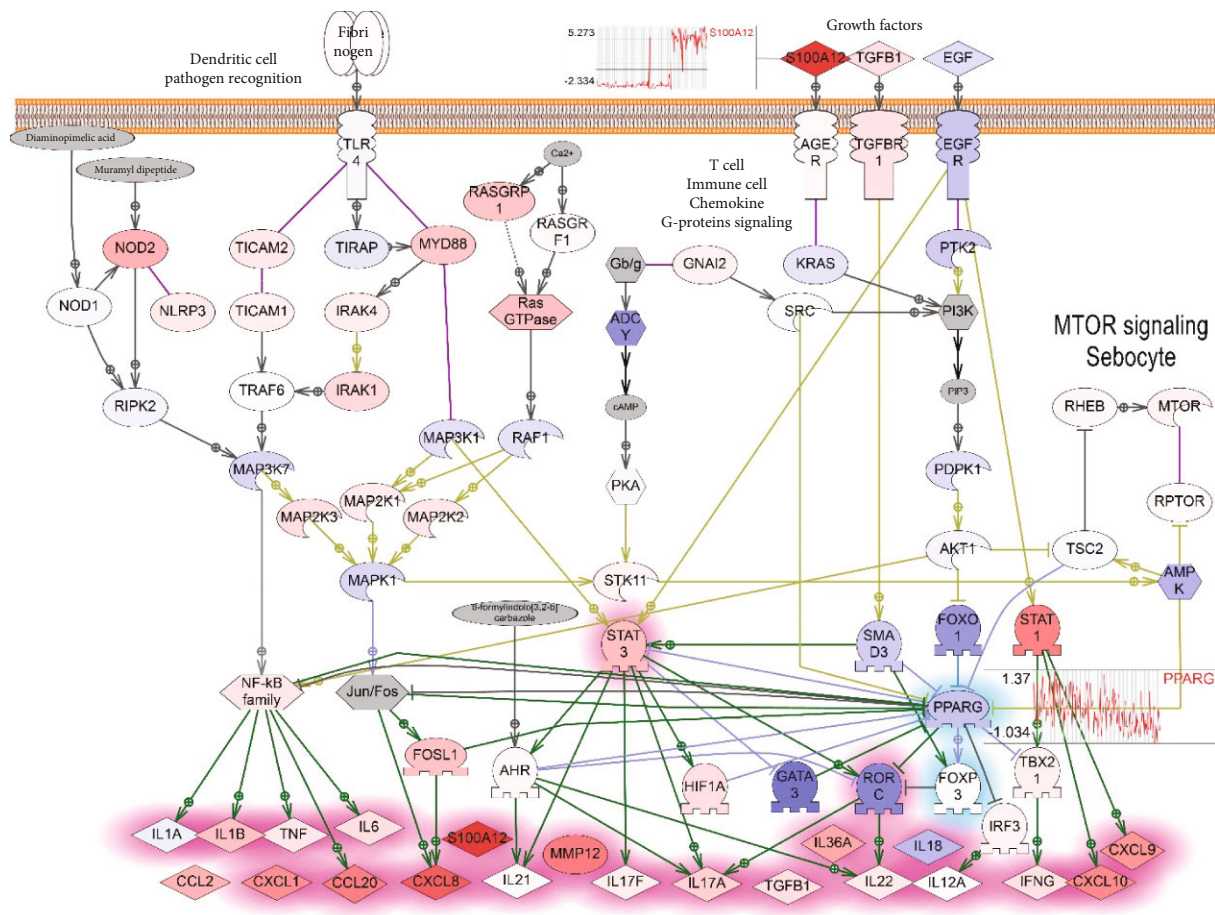 Fibri
nogen
Dendritic cell
pathogen recognition
5.273
-2.334
S100A12
Growth factors
S100A12
TGFB1
EGF
Diaminopimelic acid
Muramyl dipeptide
TLR
4
Ca2+
AGE
R
TGFBR
1
EGF
R
T cell
Immune cell
Chemokine
G-proteins signaling
RASGRP
1
RASGR
F1
NOD2
TICAM2
TIRAP
MYD88
Gb/g
GNAI2
KRAS
PTK2
NOD1
NLRP3
TICAM1
IRAK4
Ras
GTPase
ADC
Y
SRC
PI3K
MTOR signaling
Sebocyte
RIPK2
TRAF6
IRAK1
cAMP
PIP3
RHEB
MTOR
MAP3K7
MAP3K1
RAF1
PKA
PDPK1
RPTOR
MAP2K3
MAP2K1
MAP2K2
AKT1
TSC2
MAPK1
STK11
AMP
K
carbazole
STAT
3
SMA
D3
FOXO
1
STAT
1
NF-kB
family
Jun/Fos
PPARG
1.37
-1.034
PPARG
FOSL1
AHR
HIF1A
GATA
3
ROR
C
FOXP
3
TBX2
1
IRF3
IL1A
IL1B
TNF
IL6
S100A12
MMP12
IL36A
IL18
CXCL9
CCL2
CXCL1
CCL20
CXCL8
IL21
IL17F
IL17A
TGFB1
IL22
IL12A
IFNG
CXCL10